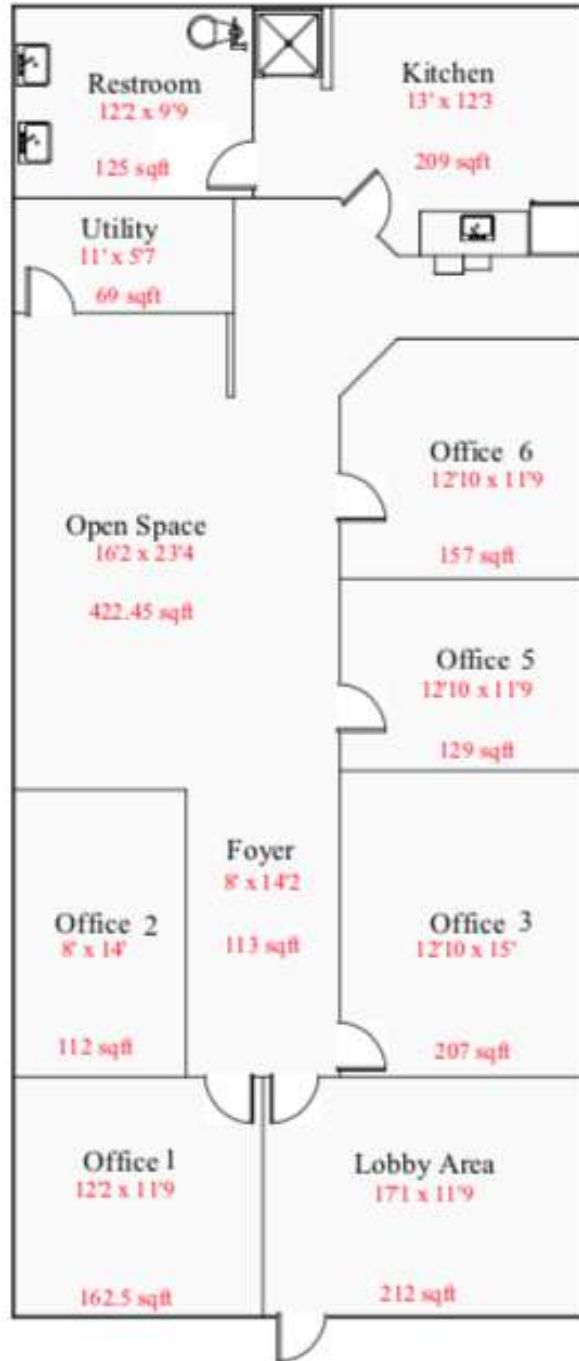 Restroom
12'2 x 9'9
125 sqft
Kitchen
13' x 12'3
209 sqft
Utility
11' x 5'7
69 sqft
Office 6
12'10 x 11'9
157 sqft
Open Space
16'2 x 23'4
422.45 sqft
Office 5
12'10 x 11'9
129 sqft
Foyer
8' x 14'2
113 sqft
Office 2
8' x 14'
112 sqft
Office 3
12'10 x 15'
207 sqft
Office 1
12'2 x 11'9
162.5 sqft
Lobby Area
17'1 x 11'9
212 sqft